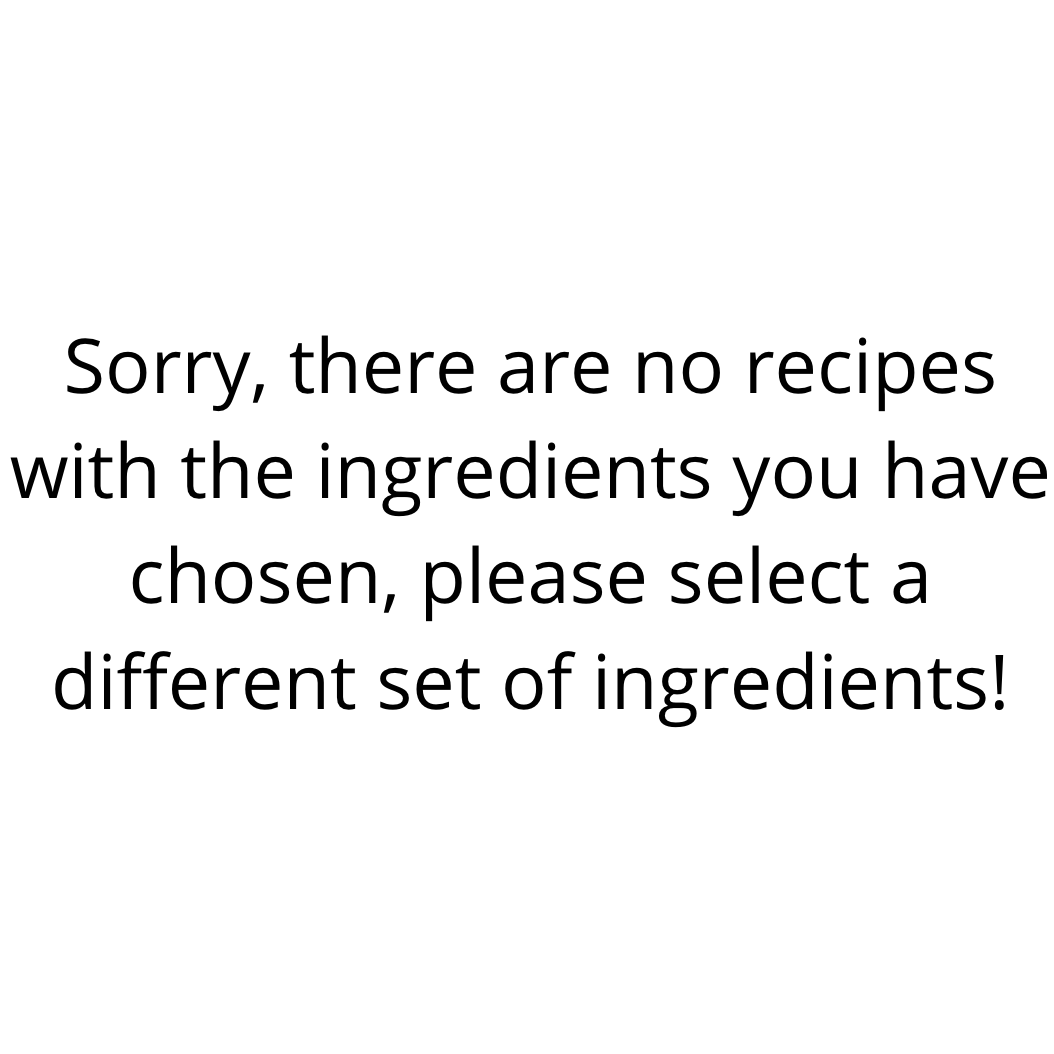 Sorry, there are no recipes
with the ingredients you have
chosen, please select a
different set of ingredients!